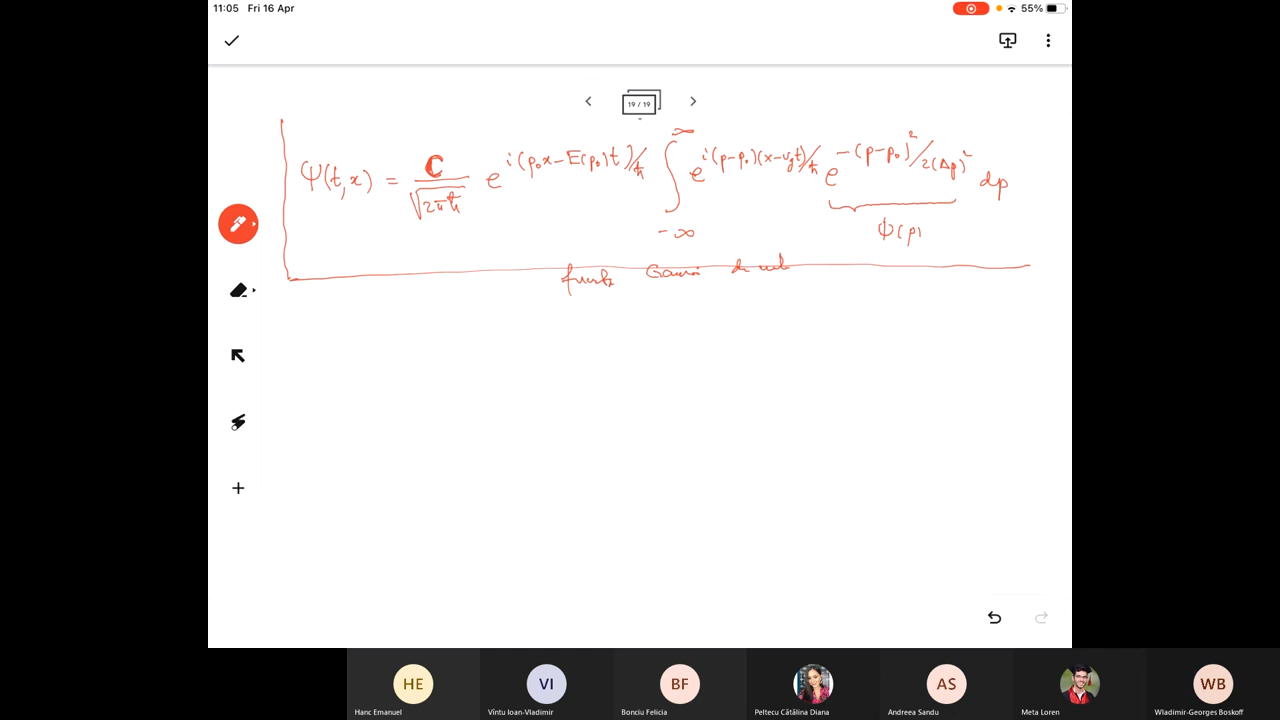 11:05 Fri 16 Apr
55%
19 / 19
Ψ(t,x) = C/√2πħ e^{i(p₀x−E(p₀)t)/ħ} ∫_{-∞}^{∞} e^{i(p−p₀)(x−v_g t)/ħ} e^{−(p−p₀)²/2(Δp)²} dp
ϕ(p)
HE VI BF AS WB
Hanc Emanuel Vîntu Ioan-Vladimir Bonciu Felicia Peltecu Cătălina Diana Andreea Sandu Meta Loren Wladimir-Georges Boskoff